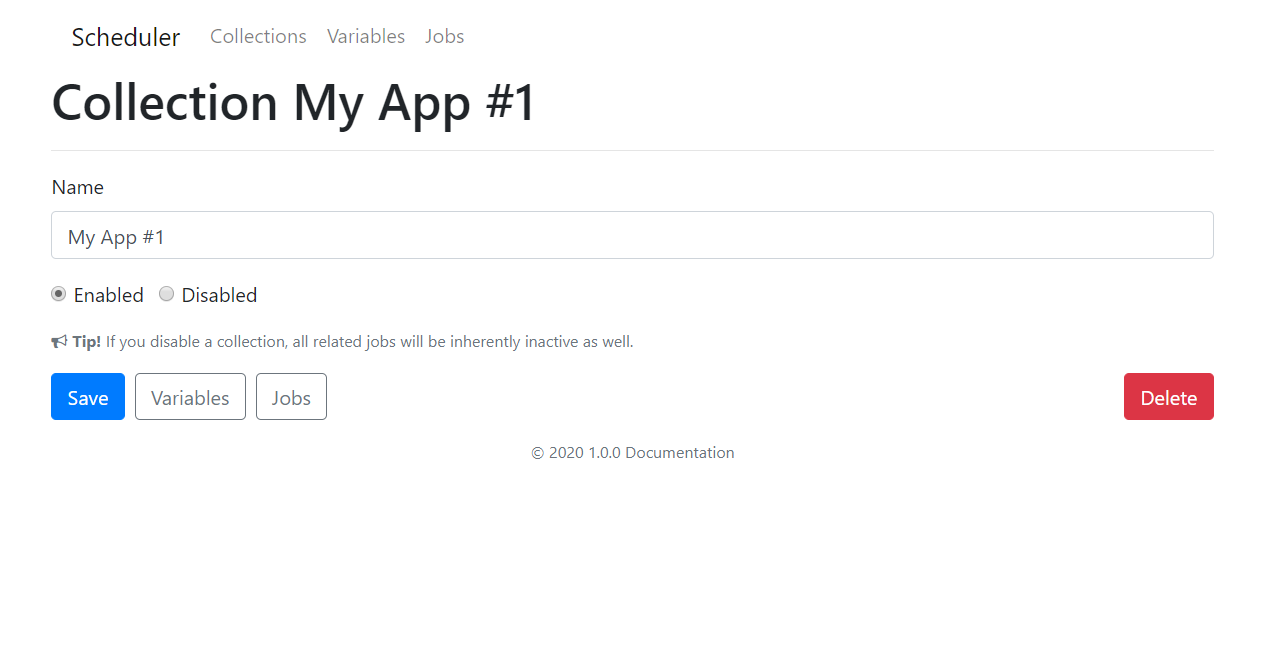 Scheduler Collections Variables Jobs
Collection My App #1
Name
My App #1
Enabled Disabled
Tip! If you disable a collection, all related jobs will be inherently inactive as well.
Save Variables Jobs Delete
© 2020 1.0.0 Documentation